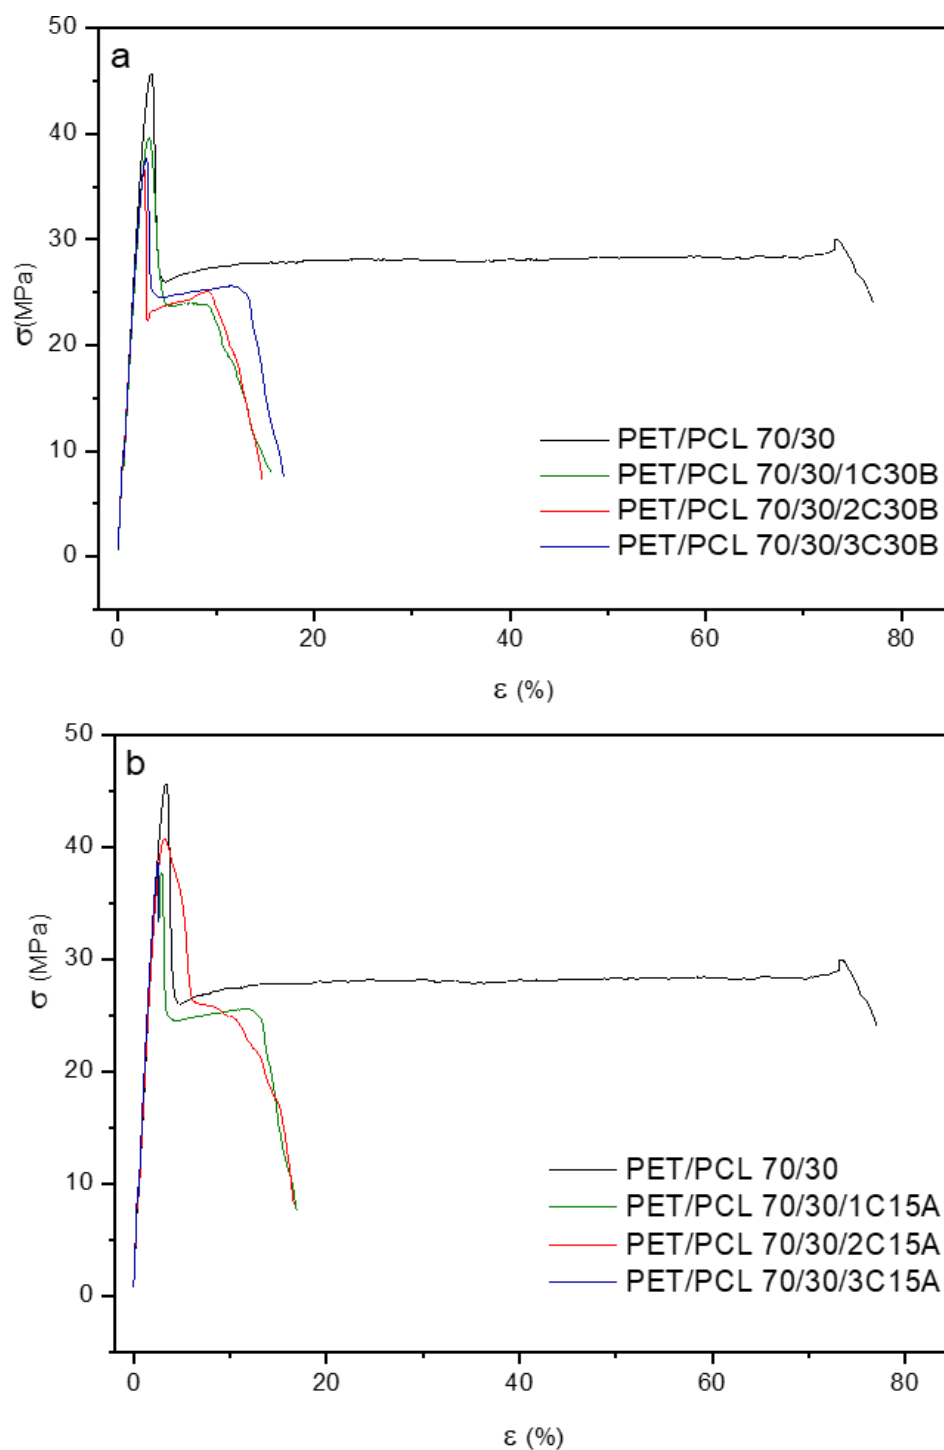 a
50
40
30
20
10
0
σ(MPa)
PET/PCL 70/30
PET/PCL 70/30/1C30B
PET/PCL 70/30/2C30B
PET/PCL 70/30/3C30B
0 20 40 60 80
ε (%)
b
50
40
30
20
10
0
σ (MPa)
PET/PCL 70/30
PET/PCL 70/30/1C15A
PET/PCL 70/30/2C15A
PET/PCL 70/30/3C15A
0 20 40 60 80
ε (%)